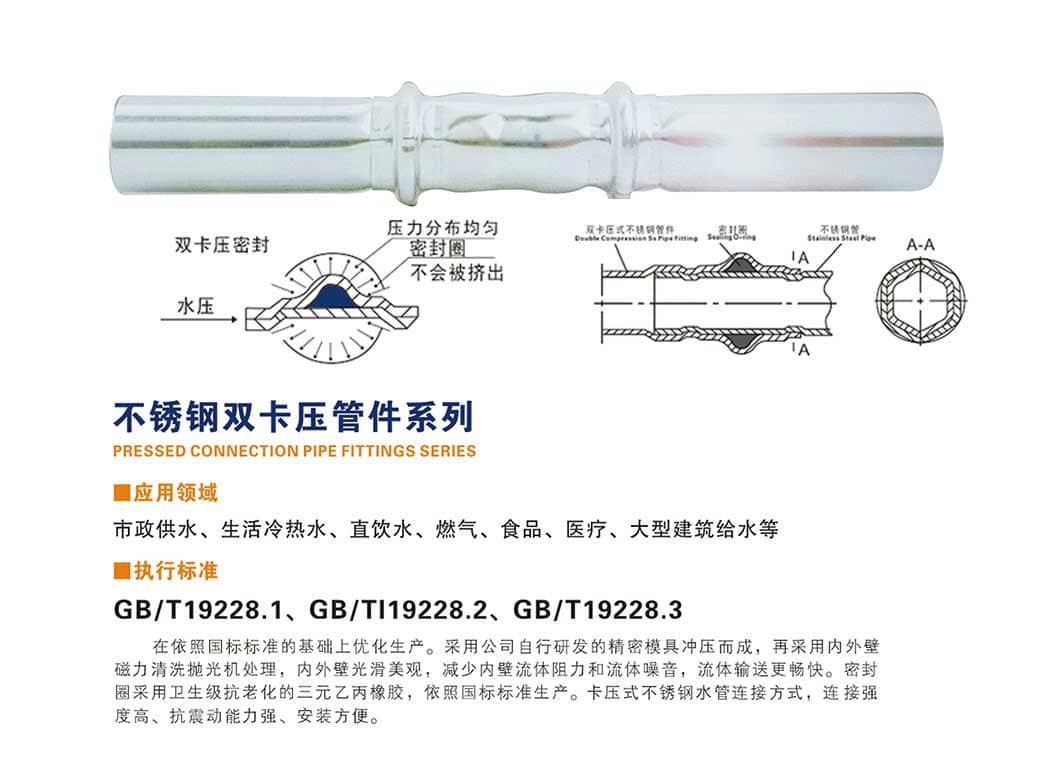 双卡压密封
压力分布均匀
密封圈
不会被挤出
水压
双卡压式不锈钢管件
Double Compression Ss Pipe Fitting
密封圈
Sealing O-ring
不锈钢管
Stainless Steel Pipe
A
A
A-A
不锈钢双卡压管件系列
PRESSED CONNECTION PIPE FITTINGS SERIES
■应用领域
市政供水、生活冷热水、直饮水、燃气、食品、医疗、大型建筑给水等
■执行标准
GB/T19228.1、GB/TI19228.2、GB/T19228.3
在依照国标标准的基础上优化生产。采用公司自行研发的精密模具冲压而成，再采用内外壁
磁力清洗抛光机处理，内外壁光滑美观，减少内壁流体阻力和流体噪音，流体输送更畅快。密封
圈采用卫生级抗老化的三元乙丙橡胶，依照国标标准生产。卡压式不锈钢水管连接方式，连接强
度高、抗震动能力强、安装方便。